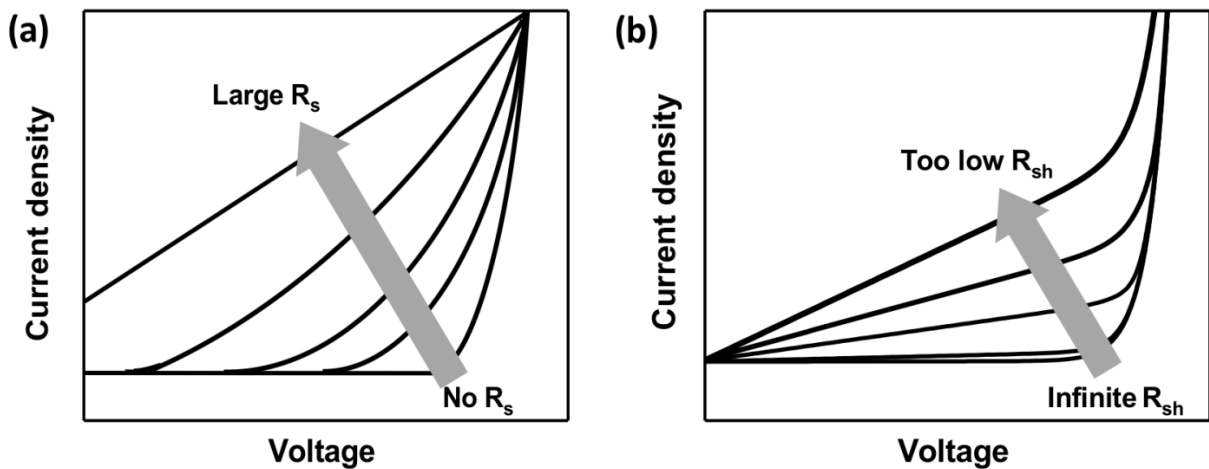 (a)
Current density
Large Rₛ
No Rₛ
Voltage
(b)
Current density
Too low Rₛₕ
Infinite Rₛₕ
Voltage